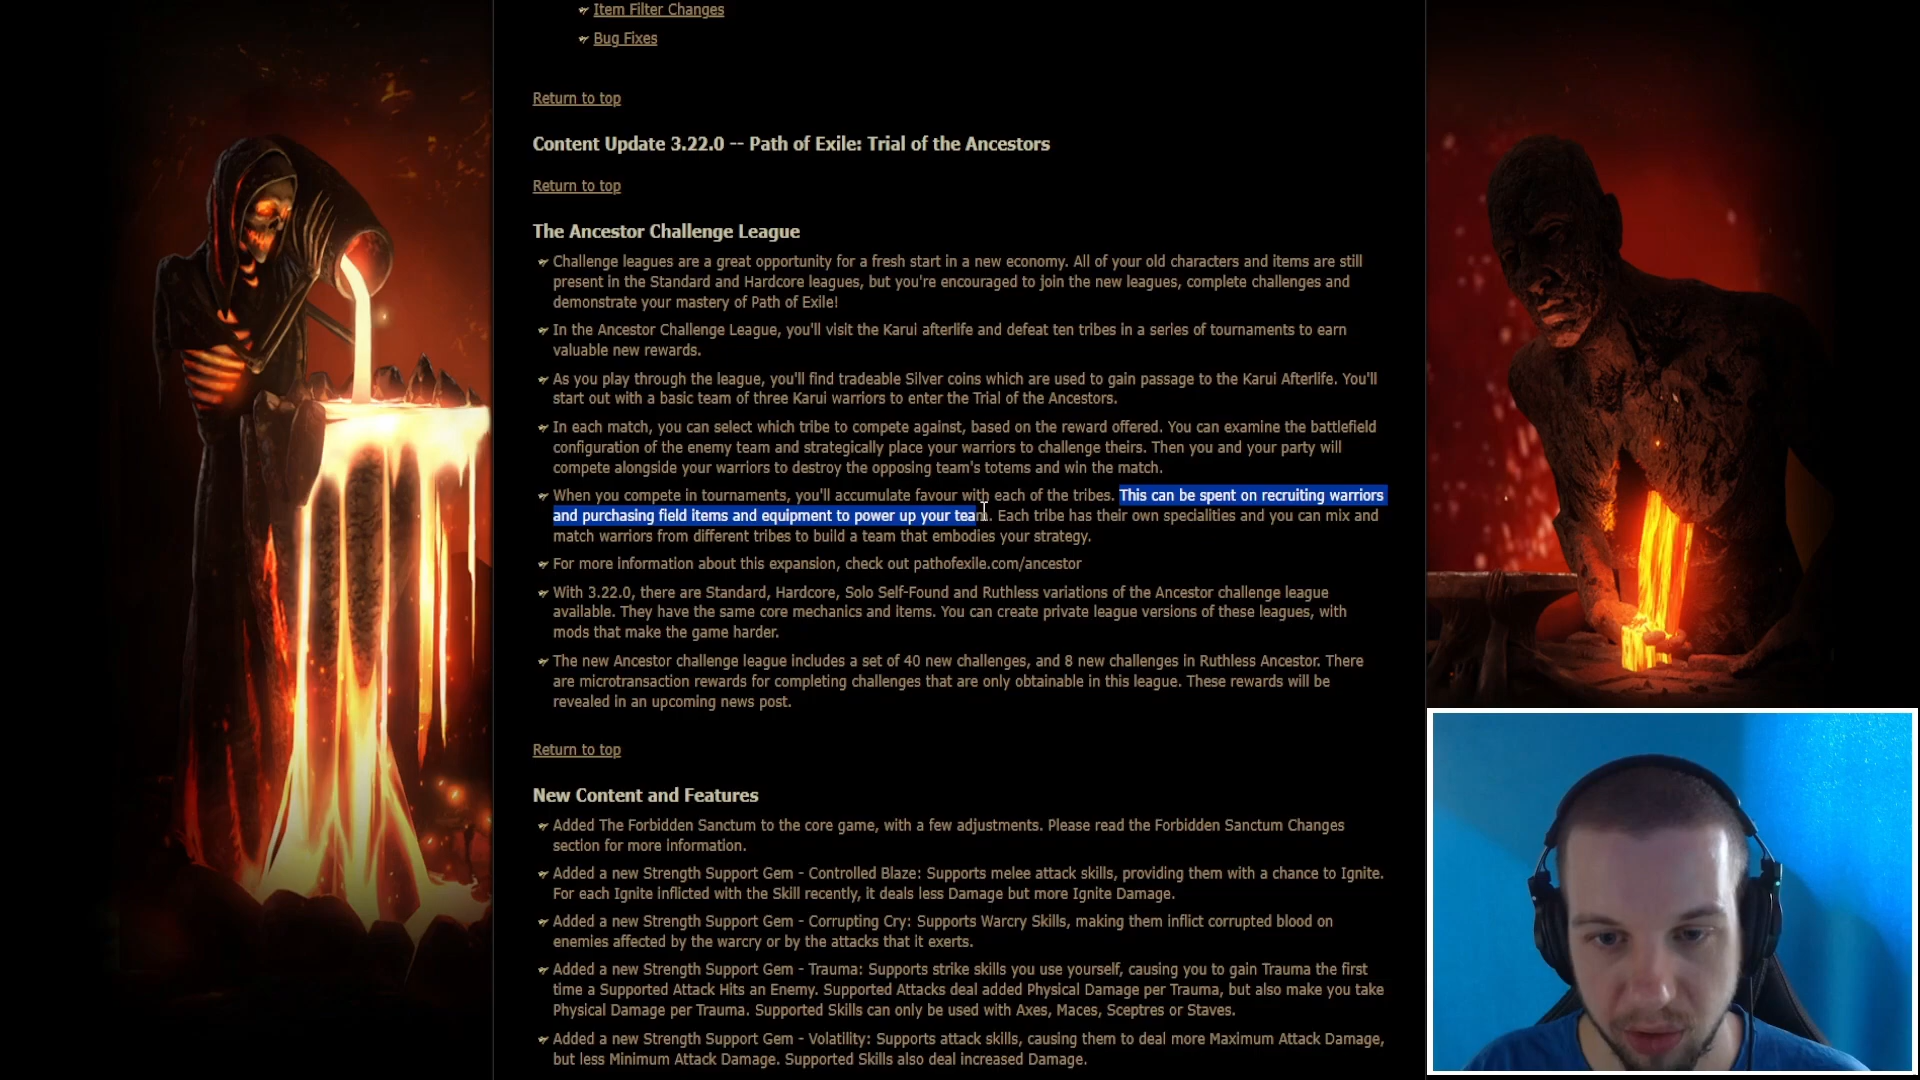 Item Filter Changes
Bug Fixes
Return to top
Content Update 3.22.0 -- Path of Exile: Trial of the Ancestors
Return to top
The Ancestor Challenge League
Challenge leagues are a great opportunity for a fresh start in a new economy. All of your old characters and items are still
present in the Standard and Hardcore leagues, but you're encouraged to join the new leagues, complete challenges and
demonstrate your mastery of Path of Exile!
In the Ancestor Challenge League, you'll visit the Karui afterlife and defeat ten tribes in a series of tournaments to earn
valuable new rewards.
As you play through the league, you'll find tradeable Silver coins which are used to gain passage to the Karui Afterlife. You'll
start out with a basic team of three Karui warriors to enter the Trial of the Ancestors.
In each match, you can select which tribe to compete against, based on the reward offered. You can examine the battlefield
configuration of the enemy team and strategically place your warriors to challenge theirs. Then you and your party will
compete alongside your warriors to destroy the opposing team's totems and win the match.
When you compete in tournaments, you'll accumulate favour with each of the tribes. This can be spent on recruiting warriors
and purchasing field items and equipment to power up your team. Each tribe has their own specialities and you can mix and
match warriors from different tribes to build a team that embodies your strategy.
For more information about this expansion, check out pathofexile.com/ancestor
With 3.22.0, there are Standard, Hardcore, Solo Self-Found and Ruthless variations of the Ancestor challenge league
available. They have the same core mechanics and items. You can create private league versions of these leagues, with
mods that make the game harder.
The new Ancestor challenge league includes a set of 40 new challenges, and 8 new challenges in Ruthless Ancestor. There
are microtransaction rewards for completing challenges that are only obtainable in this league. These rewards will be
revealed in an upcoming news post.
Return to top
New Content and Features
Added The Forbidden Sanctum to the core game, with a few adjustments. Please read the Forbidden Sanctum Changes
section for more information.
Added a new Strength Support Gem - Controlled Blaze: Supports melee attack skills, providing them with a chance to Ignite.
For each Ignite inflicted with the Skill recently, it deals less Damage but more Ignite Damage.
Added a new Strength Support Gem - Corrupting Cry: Supports Warcry Skills, making them inflict corrupted blood on
enemies affected by the warcry or by the attacks that it exerts.
Added a new Strength Support Gem - Trauma: Supports strike skills you use yourself, causing you to gain Trauma the first
time a Supported Attack Hits an Enemy. Supported Attacks deal added Physical Damage per Trauma, but also make you take
Physical Damage per Trauma. Supported Skills can only be used with Axes, Maces, Sceptres or Staves.
Added a new Strength Support Gem - Volatility: Supports attack skills, causing them to deal more Maximum Attack Damage,
but less Minimum Attack Damage. Supported Skills also deal increased Damage.